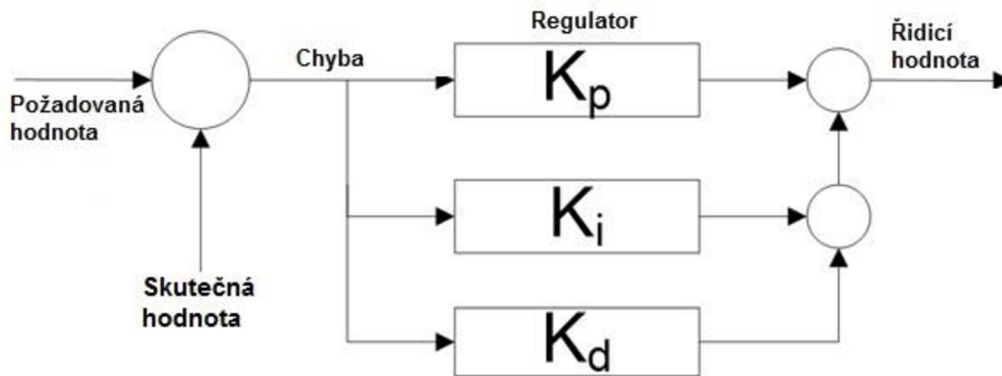 Regulator
Řidicí
hodnota
Chyba
Kp
Požadovaná
hodnota
Ki
Skutečná
hodnota
Kd